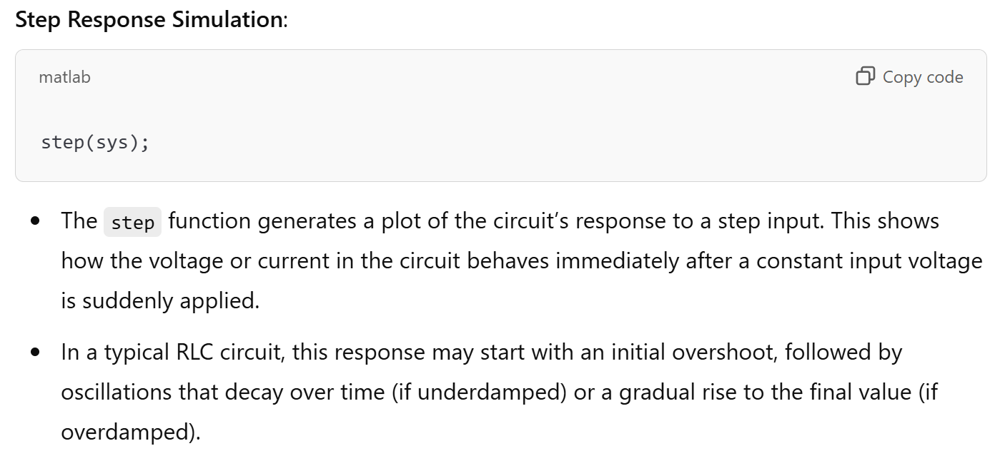 Step Response Simulation:
matlab
Copy code
step(sys);
The step function generates a plot of the circuit’s response to a step input. This shows
how the voltage or current in the circuit behaves immediately after a constant input voltage
is suddenly applied.
In a typical RLC circuit, this response may start with an initial overshoot, followed by
oscillations that decay over time (if underdamped) or a gradual rise to the final value (if
overdamped).